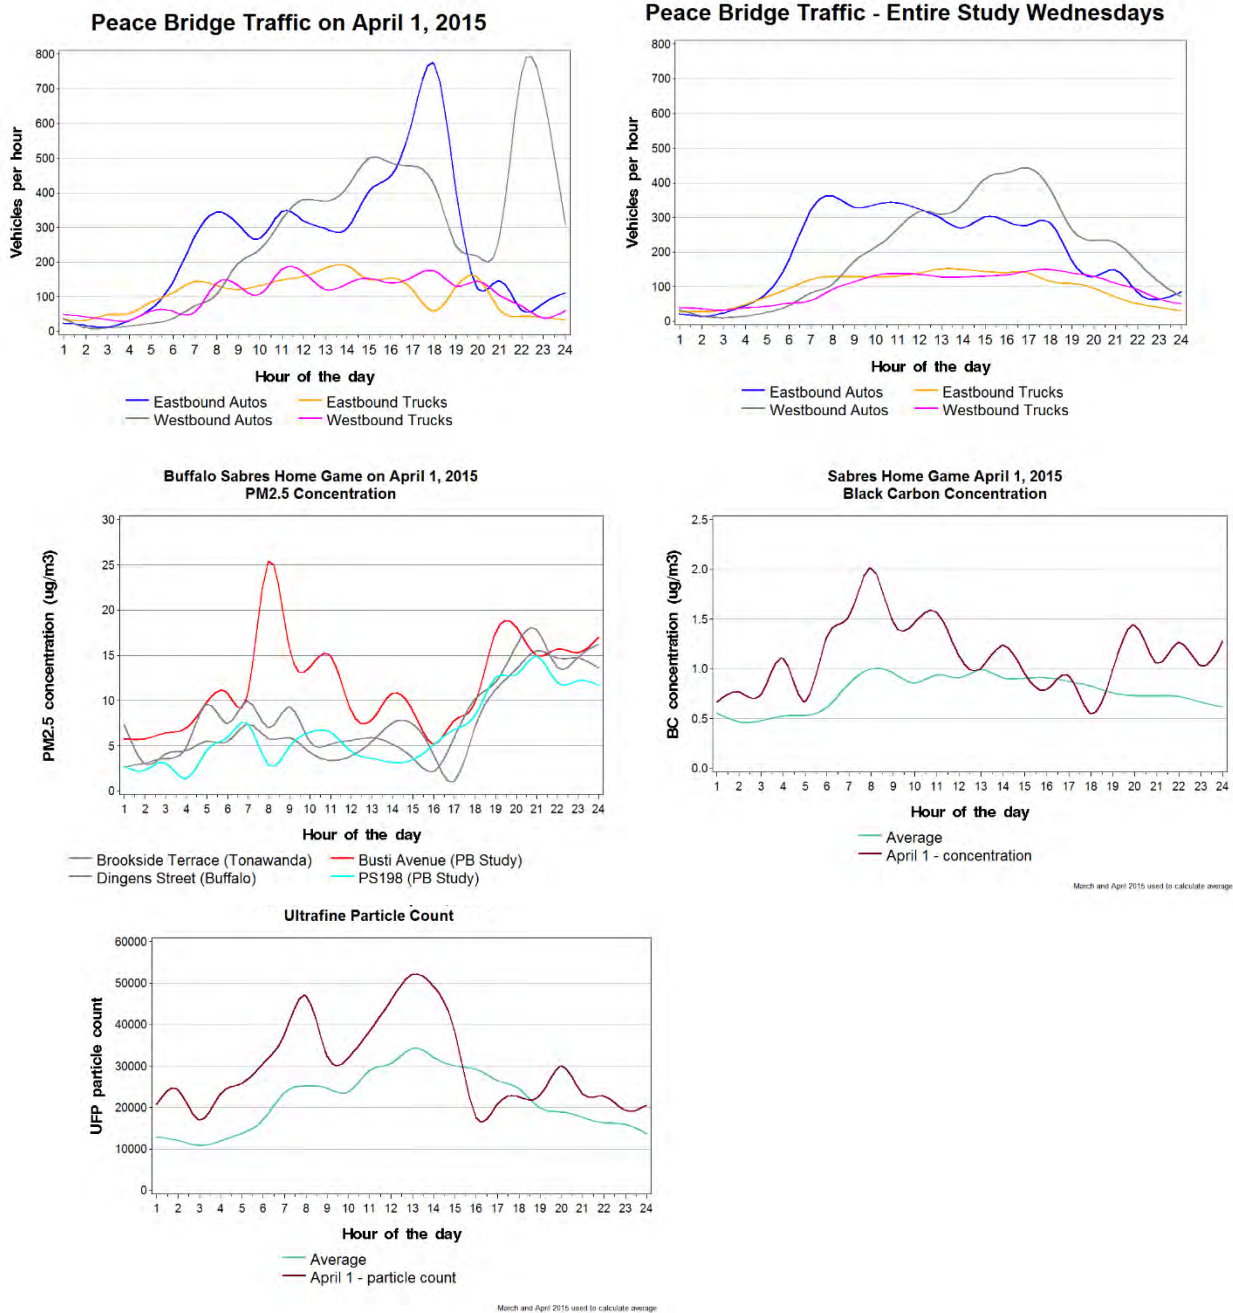 Peace Bridge Traffic on April 1, 2015
Vehicles per hour
800
700
600
500
400
300
200
100
0
1 2 3 4 5 6 7 8 9 10 11 12 13 14 15 16 17 18 19 20 21 22 23 24
Hour of the day
Eastbound Autos
Eastbound Trucks
Westbound Autos
Westbound Trucks
Peace Bridge Traffic - Entire Study Wednesdays
Vehicles per hour
800
700
600
500
400
300
200
100
0
1 2 3 4 5 6 7 8 9 10 11 12 13 14 15 16 17 18 19 20 21 22 23 24
Hour of the day
Eastbound Autos
Eastbound Trucks
Westbound Autos
Westbound Trucks
Buffalo Sabres Home Game on April 1, 2015
PM2.5 Concentration
PM2.5 concentration (ug/m3)
30
25
20
15
10
5
0
1 2 3 4 5 6 7 8 9 10 11 12 13 14 15 16 17 18 19 20 21 22 23 24
Hour of the day
Brookside Terrace (Tonawanda)
Busti Avenue (PB Study)
Dingens Street (Buffalo)
PS198 (PB Study)
Sabres Home Game April 1, 2015
Black Carbon Concentration
BC concentration (ug/m3)
2.5
2.0
1.5
1.0
0.5
0.0
1 2 3 4 5 6 7 8 9 10 11 12 13 14 15 16 17 18 19 20 21 22 23 24
Hour of the day
Average
April 1 - concentration
March and April 2015 used to calculate average
Ultrafine Particle Count
UFP particle count
60000
50000
40000
30000
20000
10000
0
1 2 3 4 5 6 7 8 9 10 11 12 13 14 15 16 17 18 19 20 21 22 23 24
Hour of the day
Average
April 1 - particle count
March and April 2015 used to calculate average